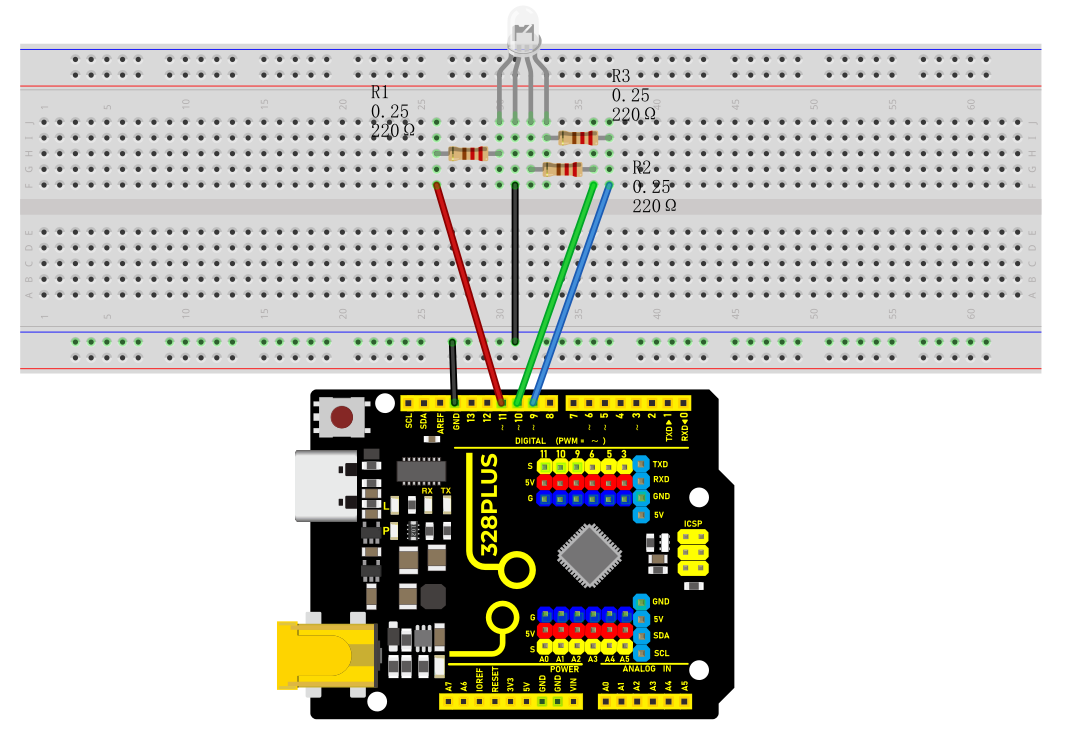 R3
0.25
220Ω
R1
0.25
220Ω
1 5 10 15 20 25 30 35 40 45 50 55 60
J
I
H
G
F
J
I
H
G
F
R2
0.25
220Ω
E
D
C
B
A
E
D
C
B
A
1 5 10 15 20 25 30 35 40 45 50 55 60
SCL SDA AREF GND 13 12 ~11 ~10 ~9 8 7 ~6 ~5 4 ~3 2 TXD▶1 RXD◀0
DIGITAL (PWM = ~ )
11 10 9 6 5 3
S
5V
G
TXD
RXD
GND
5V
328PLUS
RX TX
L
P
ICSP
G
5V
S
GND
5V
SDA
SCL
A0 A1 A2 A3 A4 A5
POWER
ANALOG IN
A7 A6 IOREF RESET 3V3 5V GND GND VIN
A0 A1 A2 A3 A4 A5